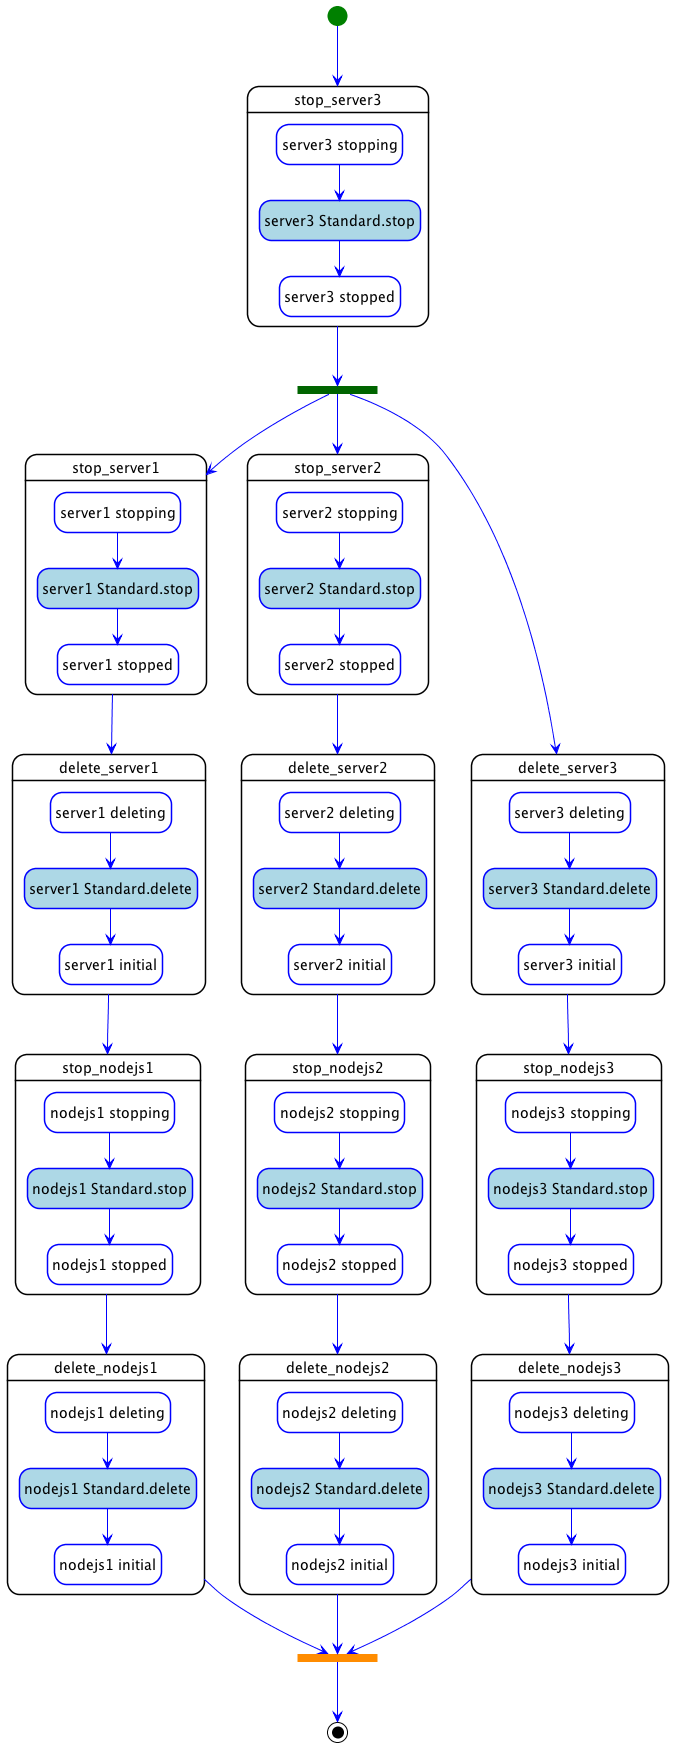 stop_server3
server3 stopping
server3 Standard.stop
server3 stopped
stop_server1
server1 stopping
server1 Standard.stop
server1 stopped
stop_server2
server2 stopping
server2 Standard.stop
server2 stopped
delete_server1
server1 deleting
server1 Standard.delete
server1 initial
delete_server2
server2 deleting
server2 Standard.delete
server2 initial
delete_server3
server3 deleting
server3 Standard.delete
server3 initial
stop_nodejs1
nodejs1 stopping
nodejs1 Standard.stop
nodejs1 stopped
stop_nodejs2
nodejs2 stopping
nodejs2 Standard.stop
nodejs2 stopped
stop_nodejs3
nodejs3 stopping
nodejs3 Standard.stop
nodejs3 stopped
delete_nodejs1
nodejs1 deleting
nodejs1 Standard.delete
nodejs1 initial
delete_nodejs2
nodejs2 deleting
nodejs2 Standard.delete
nodejs2 initial
delete_nodejs3
nodejs3 deleting
nodejs3 Standard.delete
nodejs3 initial